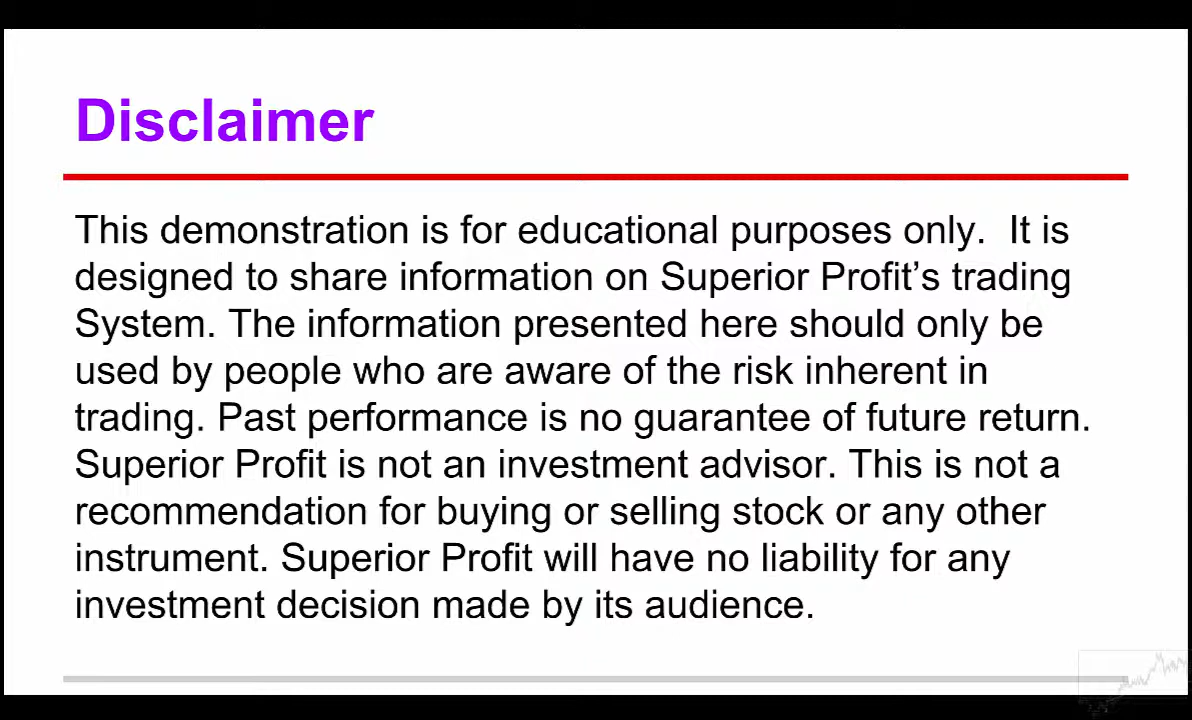 Disclaimer
This demonstration is for educational purposes only.  It is
designed to share information on Superior Profit’s trading
System. The information presented here should only be
used by people who are aware of the risk inherent in
trading. Past performance is no guarantee of future return.
Superior Profit is not an investment advisor. This is not a
recommendation for buying or selling stock or any other
instrument. Superior Profit will have no liability for any
investment decision made by its audience.